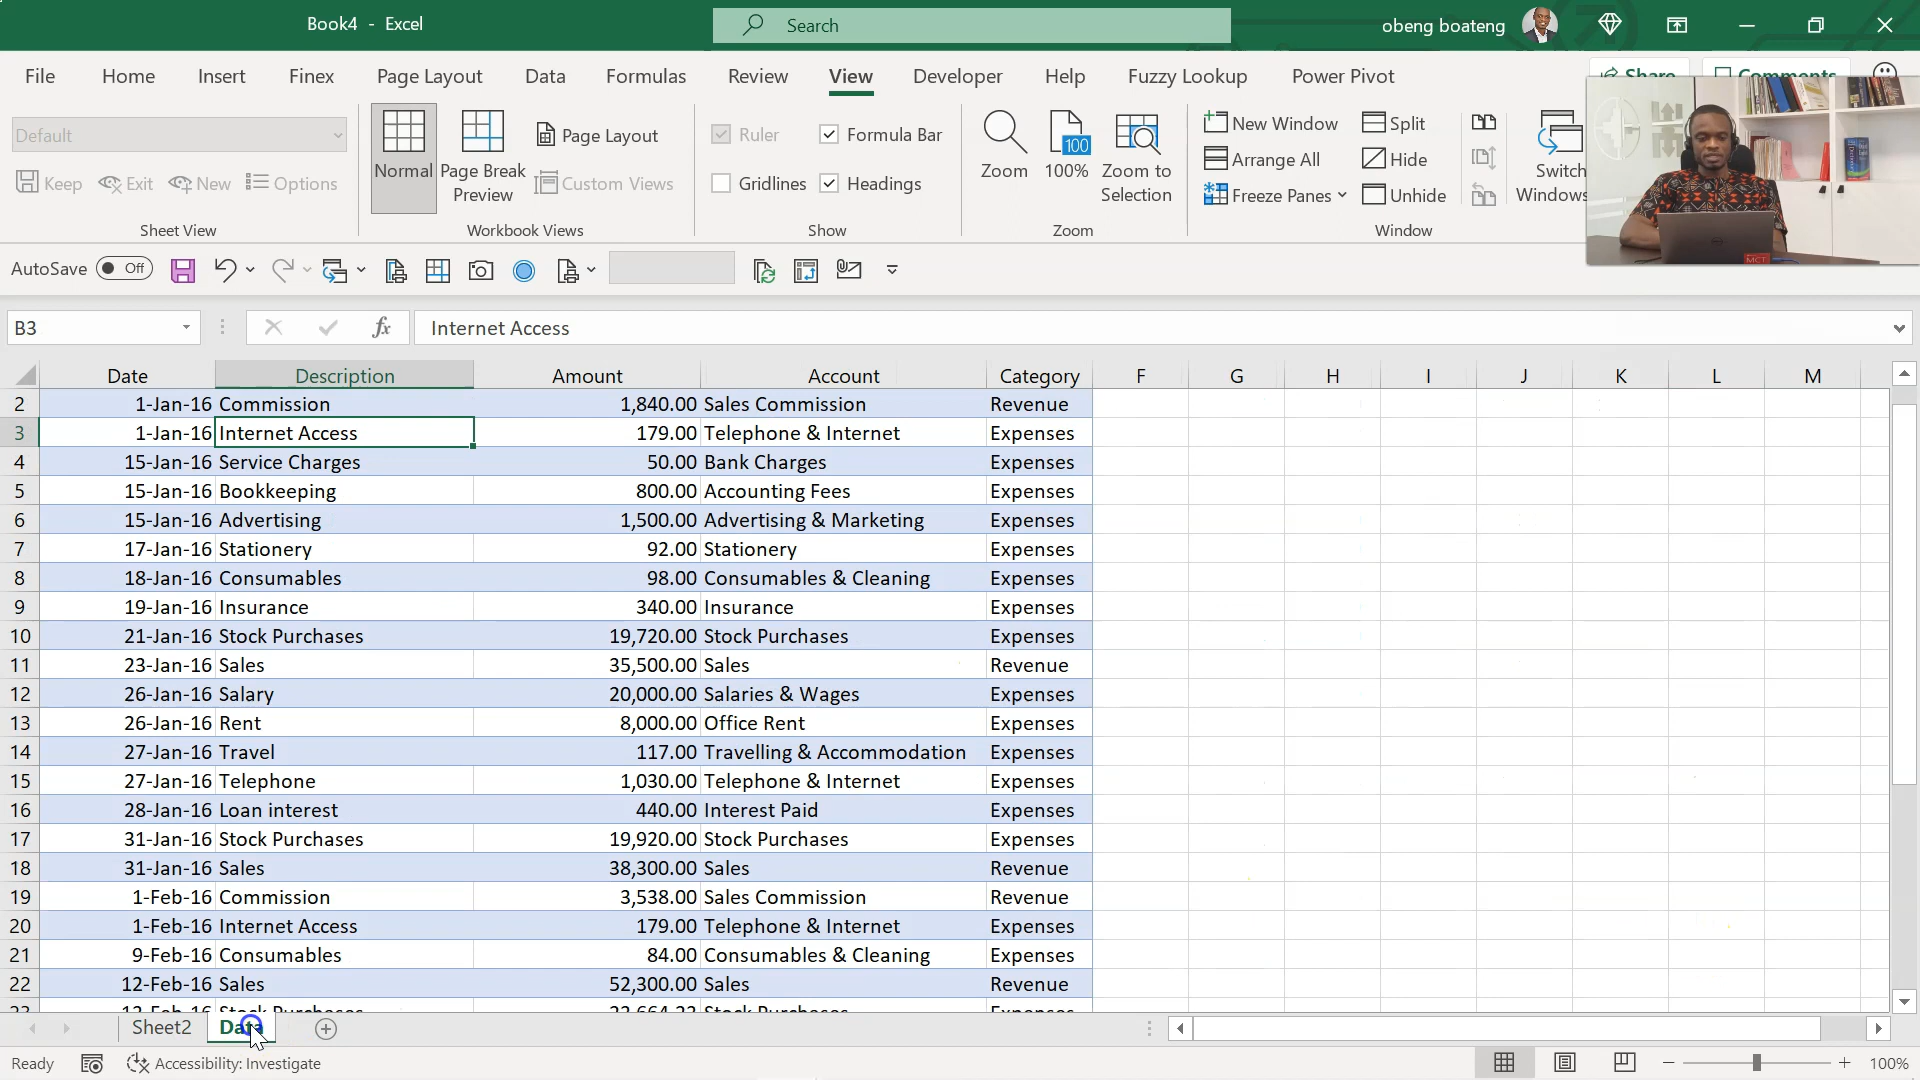 Book4 - Excel
Search
obeng boateng
File Home Insert Finex Page Layout Data Formulas Review View Developer Help Fuzzy Lookup Power Pivot
Share Comments
Default
Keep Exit New Options
Sheet View
Normal
Page Break Preview
Page Layout
Custom Views
Workbook Views
Ruler Formula Bar
Gridlines Headings
Show
Zoom
100
100%
Zoom to Selection
Zoom
New Window Split
Arrange All Hide
Freeze Panes Unhide
Switch Windows
Window
MCT
AutoSave Off
B3 fx Internet Access
Date Description Amount Account Category F G H I J K L M
2 1-Jan-16 Commission 1,840.00 Sales Commission Revenue
3 1-Jan-16 Internet Access 179.00 Telephone & Internet Expenses
4 15-Jan-16 Service Charges 50.00 Bank Charges Expenses
5 15-Jan-16 Bookkeeping 800.00 Accounting Fees Expenses
6 15-Jan-16 Advertising 1,500.00 Advertising & Marketing Expenses
7 17-Jan-16 Stationery 92.00 Stationery Expenses
8 18-Jan-16 Consumables 98.00 Consumables & Cleaning Expenses
9 19-Jan-16 Insurance 340.00 Insurance Expenses
10 21-Jan-16 Stock Purchases 19,720.00 Stock Purchases Expenses
11 23-Jan-16 Sales 35,500.00 Sales Revenue
12 26-Jan-16 Salary 20,000.00 Salaries & Wages Expenses
13 26-Jan-16 Rent 8,000.00 Office Rent Expenses
14 27-Jan-16 Travel 117.00 Travelling & Accommodation Expenses
15 27-Jan-16 Telephone 1,030.00 Telephone & Internet Expenses
16 28-Jan-16 Loan interest 440.00 Interest Paid Expenses
17 31-Jan-16 Stock Purchases 19,920.00 Stock Purchases Expenses
18 31-Jan-16 Sales 38,300.00 Sales Revenue
19 1-Feb-16 Commission 3,538.00 Sales Commission Revenue
20 1-Feb-16 Internet Access 179.00 Telephone & Internet Expenses
21 9-Feb-16 Consumables 84.00 Consumables & Cleaning Expenses
22 12-Feb-16 Sales 52,300.00 Sales Revenue
Sheet2 Data
Ready Accessibility: Investigate 100%